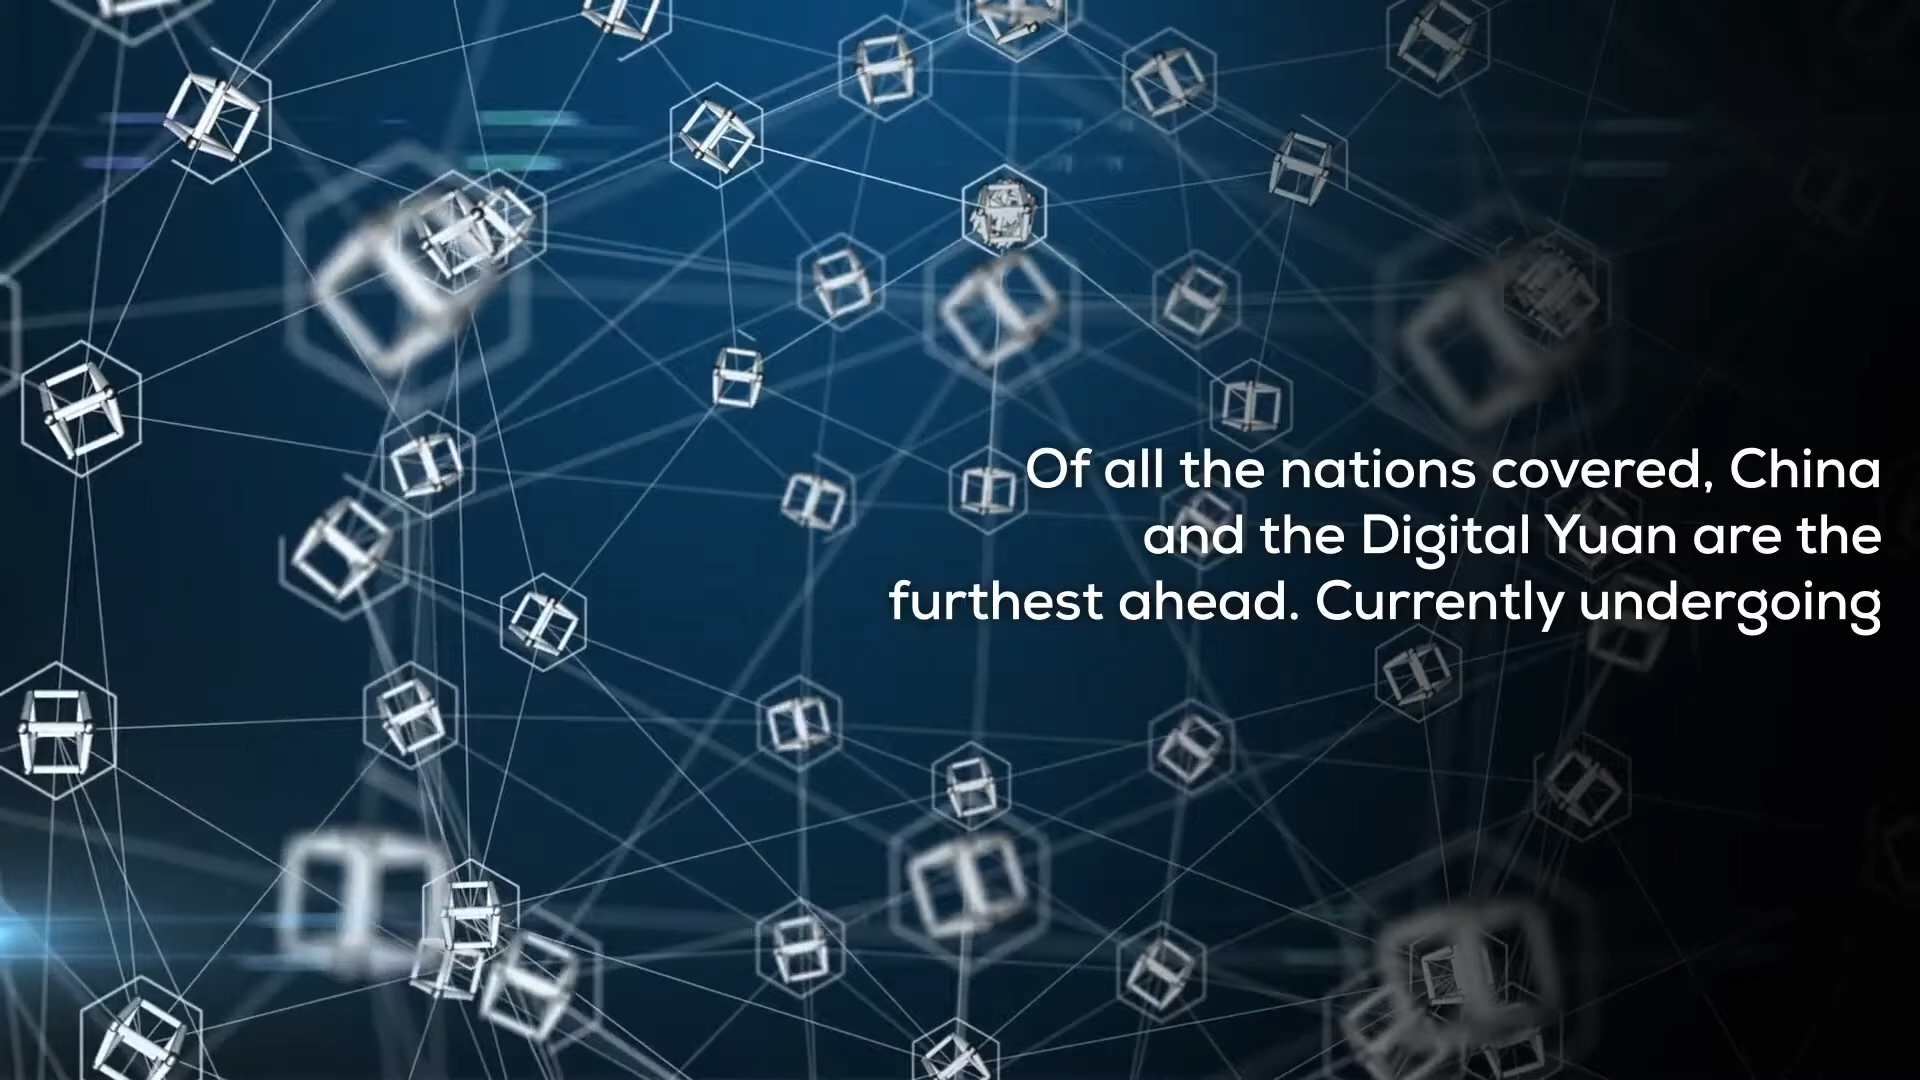 Of all the nations covered, China
and the Digital Yuan are the
furthest ahead. Currently undergoing